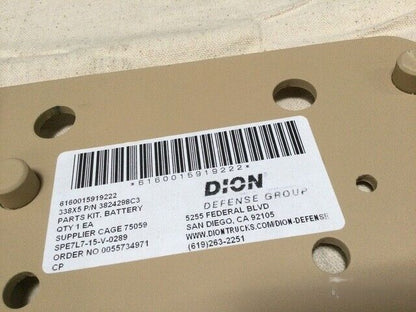 *6160015919222*
6160015919222
338X5 P/N 3824298C3
PARTS KIT, BATTERY
QTY 1 EA
SUPPLIER CAGE 75059
SPE7L7-15-V-0289
ORDER NO 0055734971
CP
DION
DEFENSE GROUP
5255 FEDERAL BLVD
SAN DIEGO, CA 92105
WWW.DIONTRUCKS.COM/DION-DEFENSE
(619)263-2251